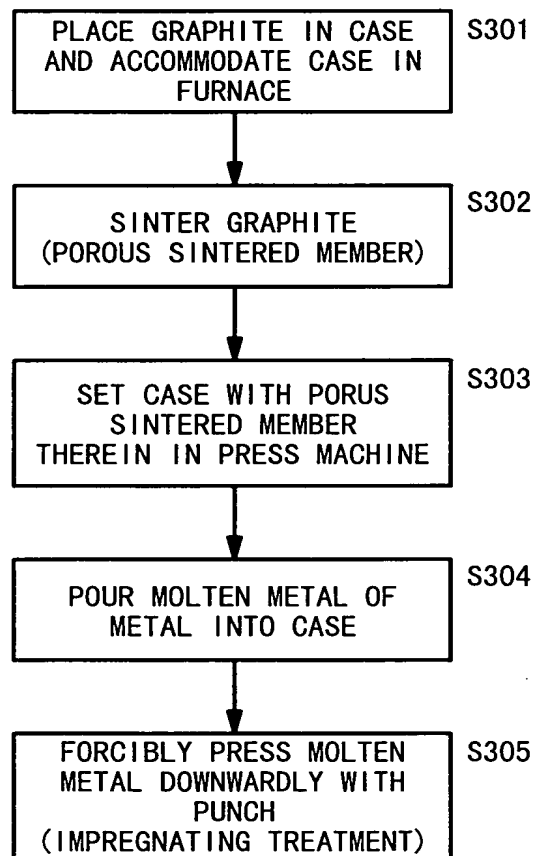 PLACE GRAPHITE IN CASE
AND ACCOMMODATE CASE IN
FURNACE
S301
SINTER GRAPHITE
(POROUS SINTERED MEMBER)
S302
SET CASE WITH PORUS
SINTERED MEMBER
THEREIN IN PRESS MACHINE
S303
POUR MOLTEN METAL OF
METAL INTO CASE
S304
FORCIBLY PRESS MOLTEN
METAL DOWNWARDLY WITH
PUNCH
(IMPREGNATING TREATMENT)
S305